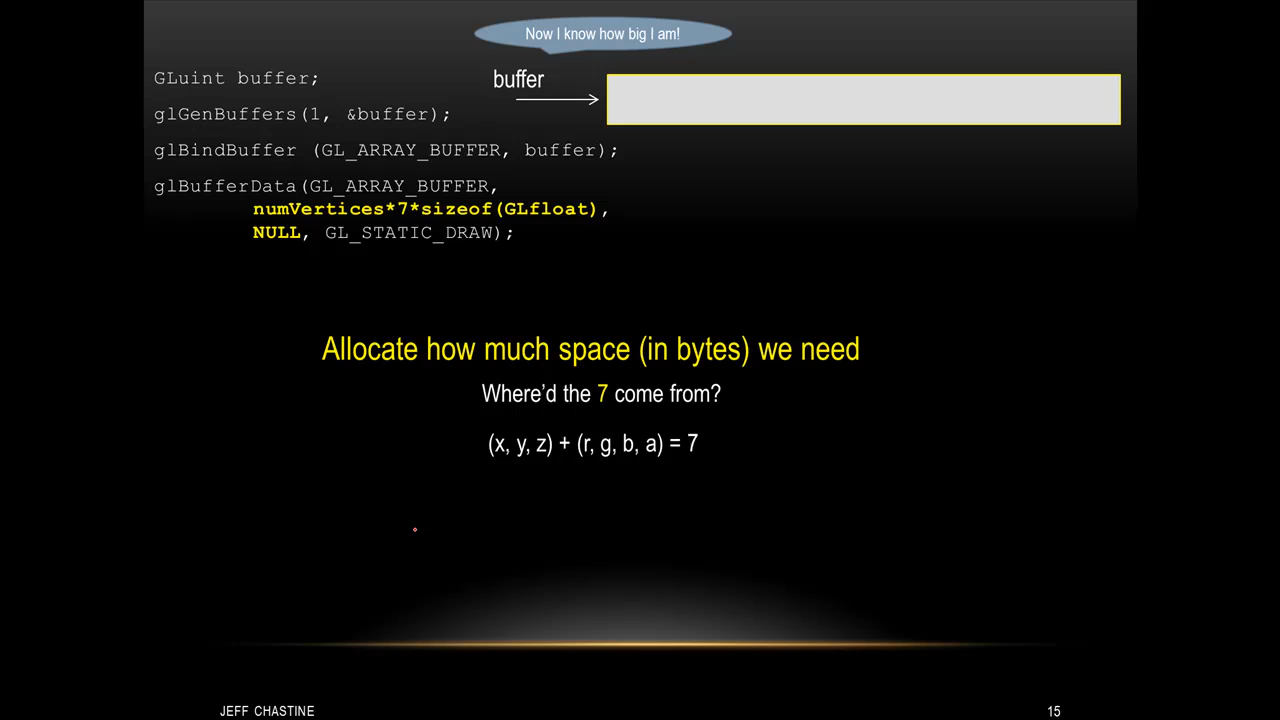 Now I know how big I am!
GLuint buffer;
buffer
glGenBuffers(1, &buffer);
glBindBuffer (GL_ARRAY_BUFFER, buffer);
glBufferData(GL_ARRAY_BUFFER,
numVertices*7*sizeof(GLfloat),
NULL, GL_STATIC_DRAW);
Allocate how much space (in bytes) we need
Where’d the 7 come from?
(x, y, z) + (r, g, b, a) = 7
JEFF CHASTINE
15